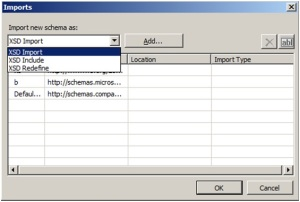 Imports
Import new schema as:
XSD Import
Add...
abl
XSD Import
XSD Include
XSD Redefine
Location
Import Type
b
http://schemas.micros...
Defaul...
http://schemas.compa...
OK
Cancel